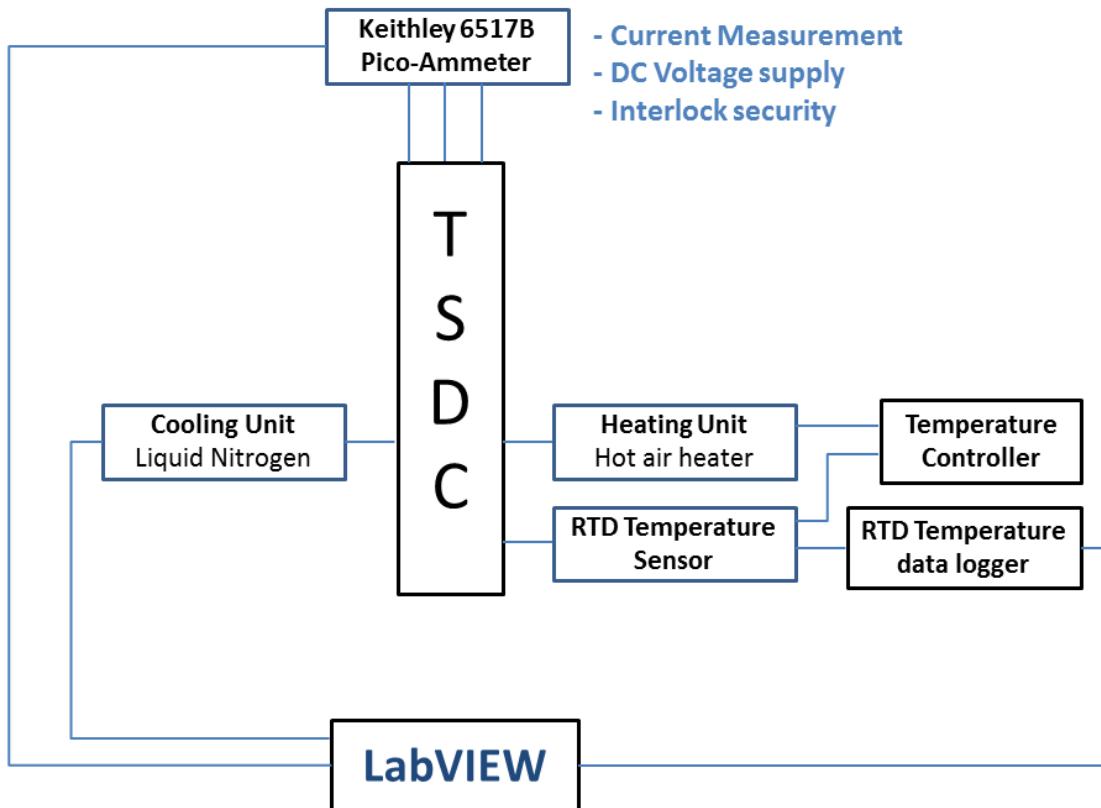 Keithley 6517B
Pico-Ammeter
- Current Measurement
- DC Voltage supply
- Interlock security
T
S
D
C
Cooling Unit
Liquid Nitrogen
Heating Unit
Hot air heater
Temperature
Controller
RTD Temperature
Sensor
RTD Temperature
data logger
LabVIEW